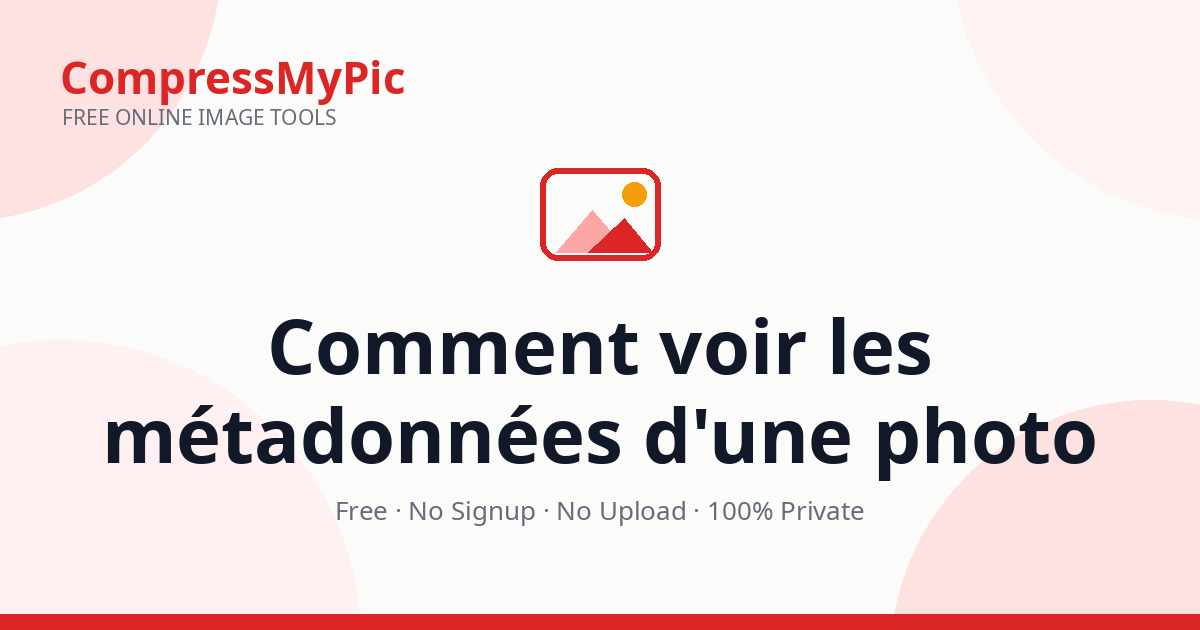 CompressMyPic
FREE ONLINE IMAGE TOOLS
Comment voir les
métadonnées d'une photo
Free · No Signup · No Upload · 100% Private